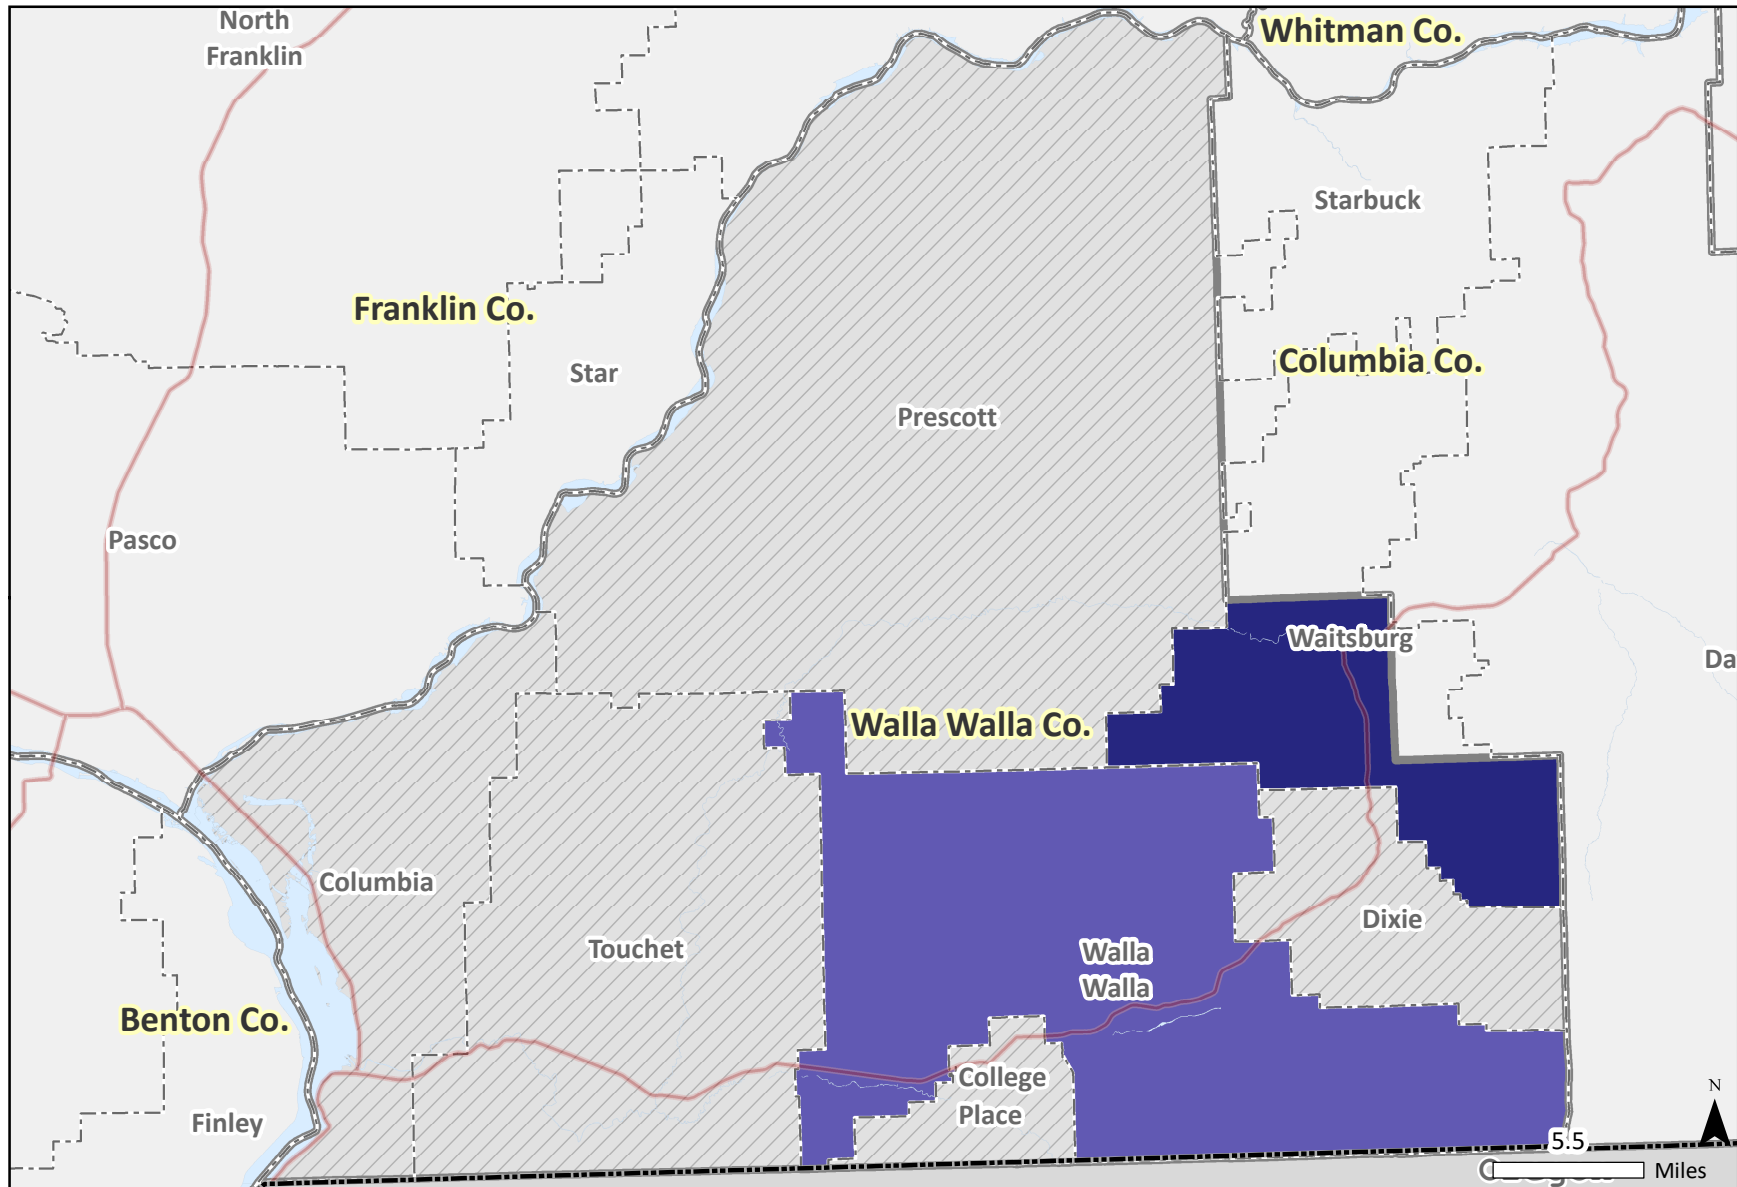 North
Franklin
Whitman Co.
Starbuck
Franklin Co.
Star
Columbia Co.
Prescott
Pasco
Waitsburg
Da
Walla Walla Co.
Columbia
Touchet
Dixie
Walla
Walla
Benton Co.
College
Place
Finley
N
5.5
Miles